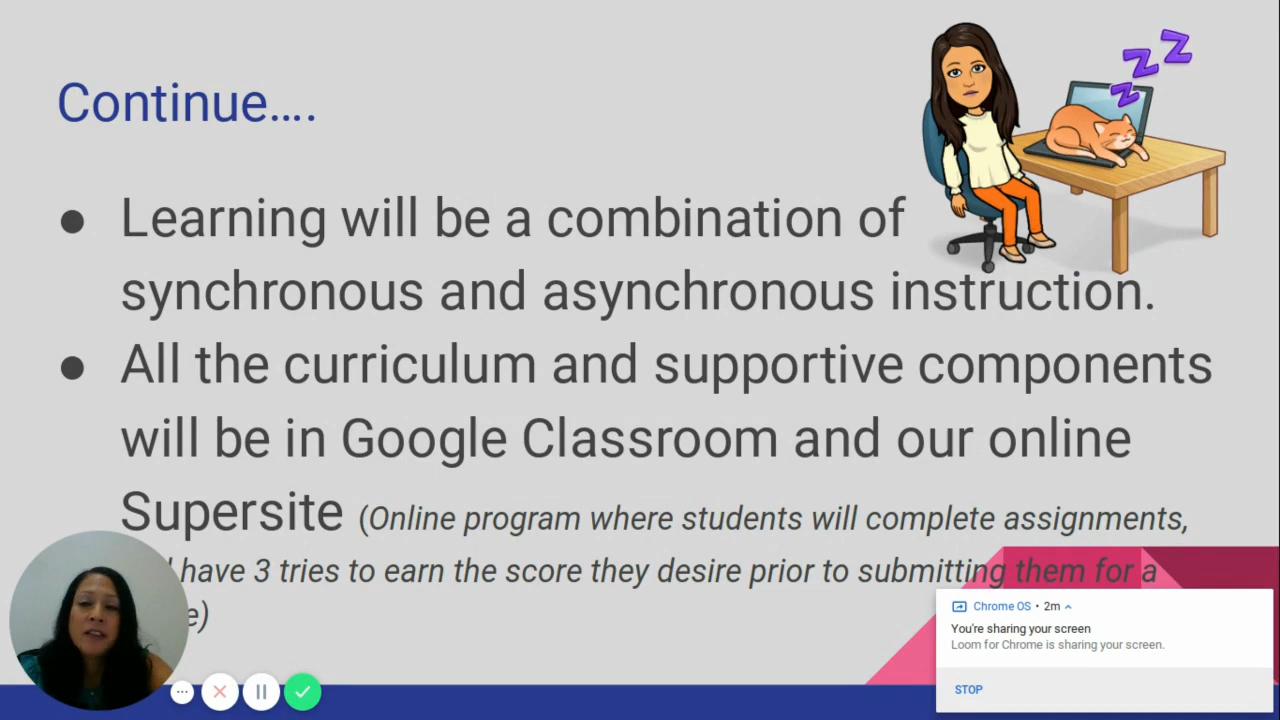 Continue....
● Learning will be a combination of
synchronous and asynchronous instruction.
● All the curriculum and supportive components
will be in Google Classroom and our online
Supersite (Online program where students will complete assignments,
have 3 tries to earn the score they desire prior to submitting them for a
Z Z Z
Chrome OS • 2m
You're sharing your screen
Loom for Chrome is sharing your screen.
STOP